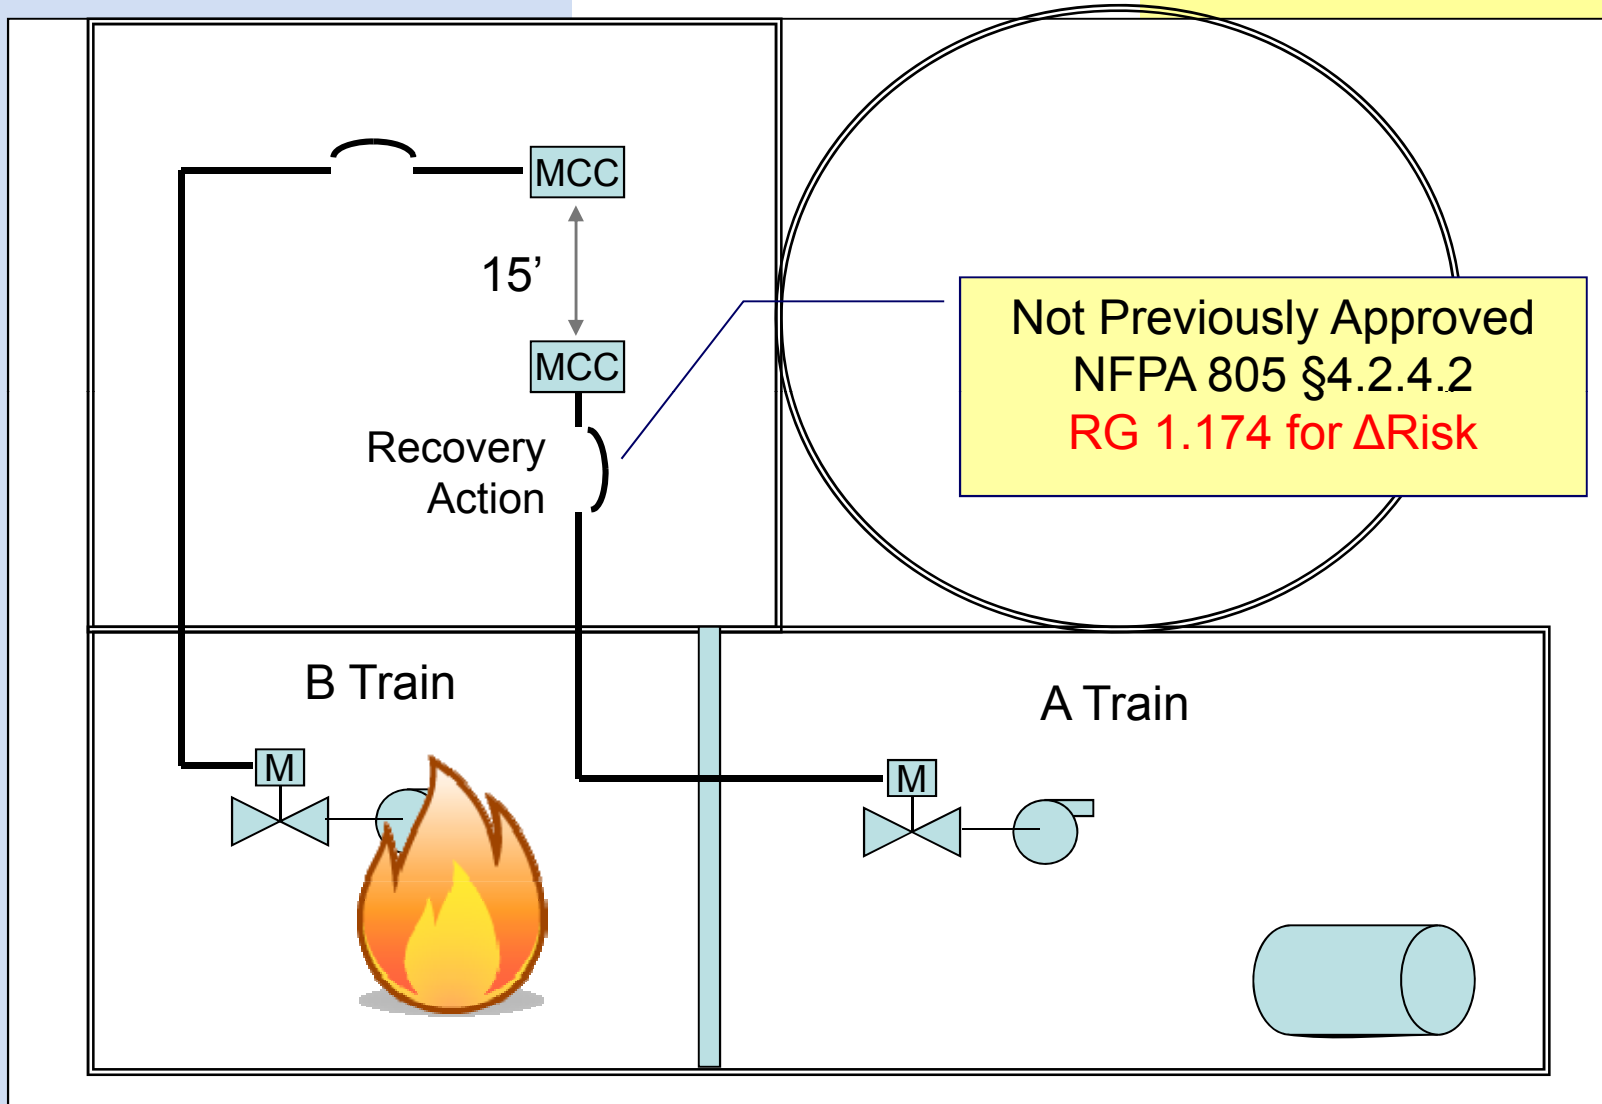 MCC
15’
MCC
Recovery
Action
Not Previously Approved
NFPA 805 §4.2.4.2
RG 1.174 for ΔRisk
B Train
A Train
M
M